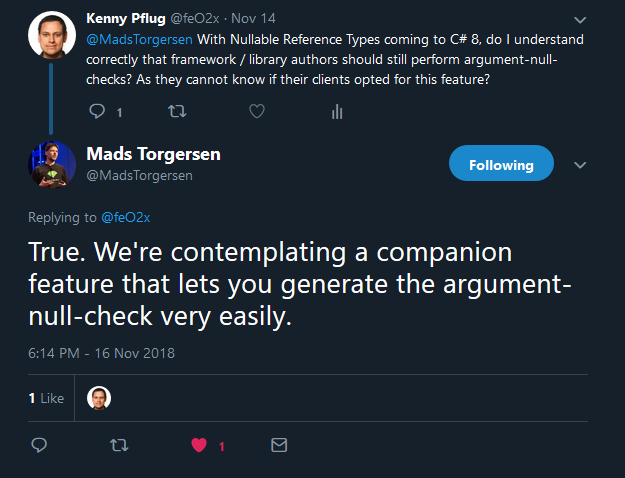 Kenny Pflug @feO2x · Nov 14
@MadsTorgersen With Nullable Reference Types coming to C# 8, do I understand
correctly that framework / library authors should still perform argument-null-
checks? As they cannot know if their clients opted for this feature?
1
Mads Torgersen
@MadsTorgersen
Following
Replying to @feO2x
True. We're contemplating a companion
feature that lets you generate the argument-
null-check very easily.
6:14 PM - 16 Nov 2018
1 Like
1